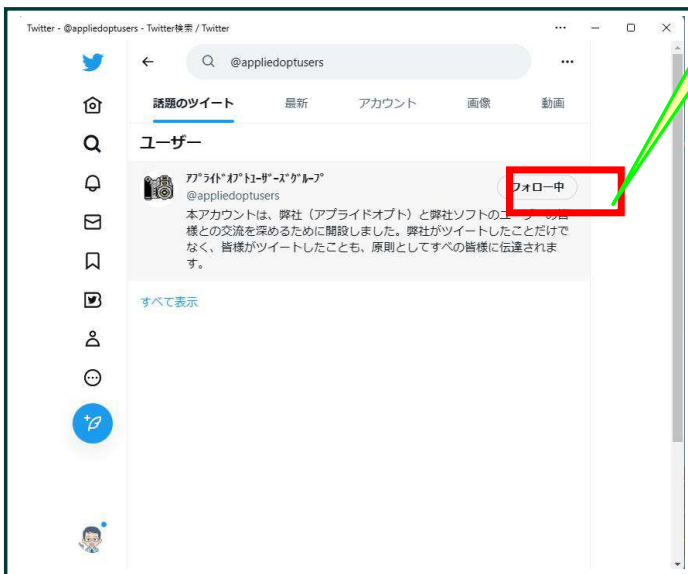 Twitter - @appliedoptusers - Twitter検索 / Twitter
@appliedoptusers
話題のツイート 最新 アカウント 画像 動画
ユーザー
ｱﾌﾟﾗｲﾄﾞｵﾌﾟﾄﾕｰｻﾞｰｽﾞｸﾞﾙｰﾌﾟ
フォロー中
@appliedoptusers
本アカウントは、弊社（アプライドオプト）と弊社ソフトのユーザーの皆
様との交流を深めるために開設しました。弊社がツイートしたことだけで
なく、皆様がツイートしたことも、原則としてすべの皆様に伝達されま
す。
すべて表示